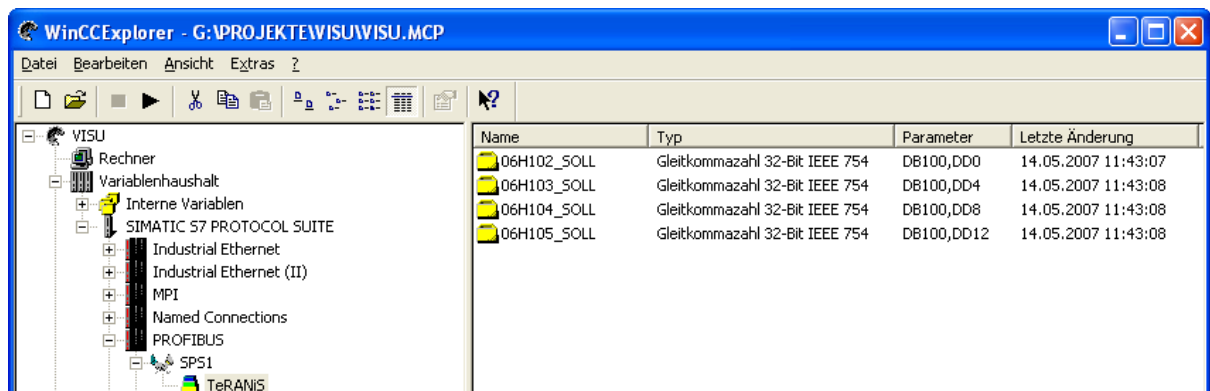 WinCCExplorer - G:\PROJEKTE\VISU\VISU.MCP
Datei Bearbeiten Ansicht Extras ?
VISU
Rechner
Variablenhaushalt
Interne Variablen
SIMATIC S7 PROTOCOL SUITE
Industrial Ethernet
Industrial Ethernet (II)
MPI
Named Connections
PROFIBUS
SPS1
TeRANiS
Name Typ Parameter Letzte Änderung
06H102_SOLL Gleitkommazahl 32-Bit IEEE 754 DB100,DD0 14.05.2007 11:43:07
06H103_SOLL Gleitkommazahl 32-Bit IEEE 754 DB100,DD4 14.05.2007 11:43:08
06H104_SOLL Gleitkommazahl 32-Bit IEEE 754 DB100,DD8 14.05.2007 11:43:08
06H105_SOLL Gleitkommazahl 32-Bit IEEE 754 DB100,DD12 14.05.2007 11:43:08